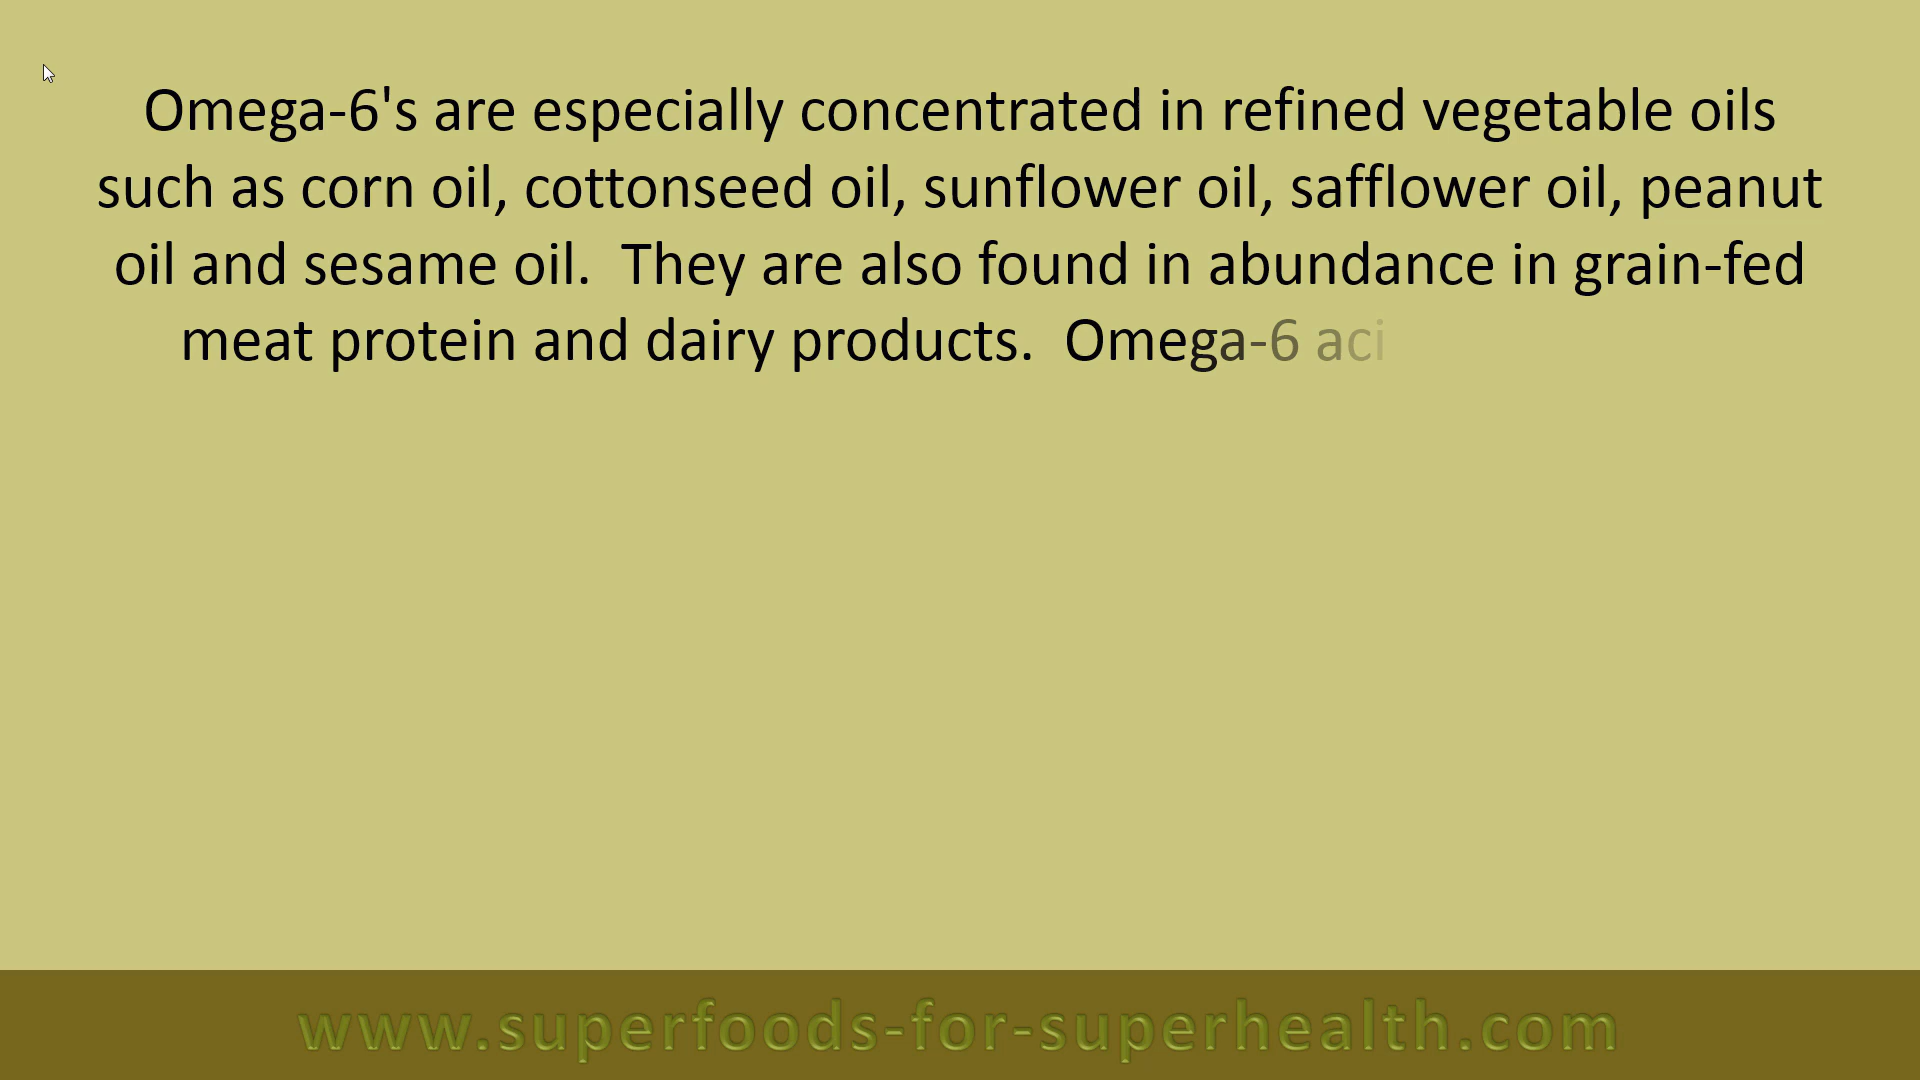 Omega-6's are especially concentrated in refined vegetable oils
such as corn oil, cottonseed oil, sunflower oil, safflower oil, peanut
oil and sesame oil.  They are also found in abundance in grain-fed
meat protein and dairy products.  Omega-6 aci
www.superfoods-for-superhealth.com